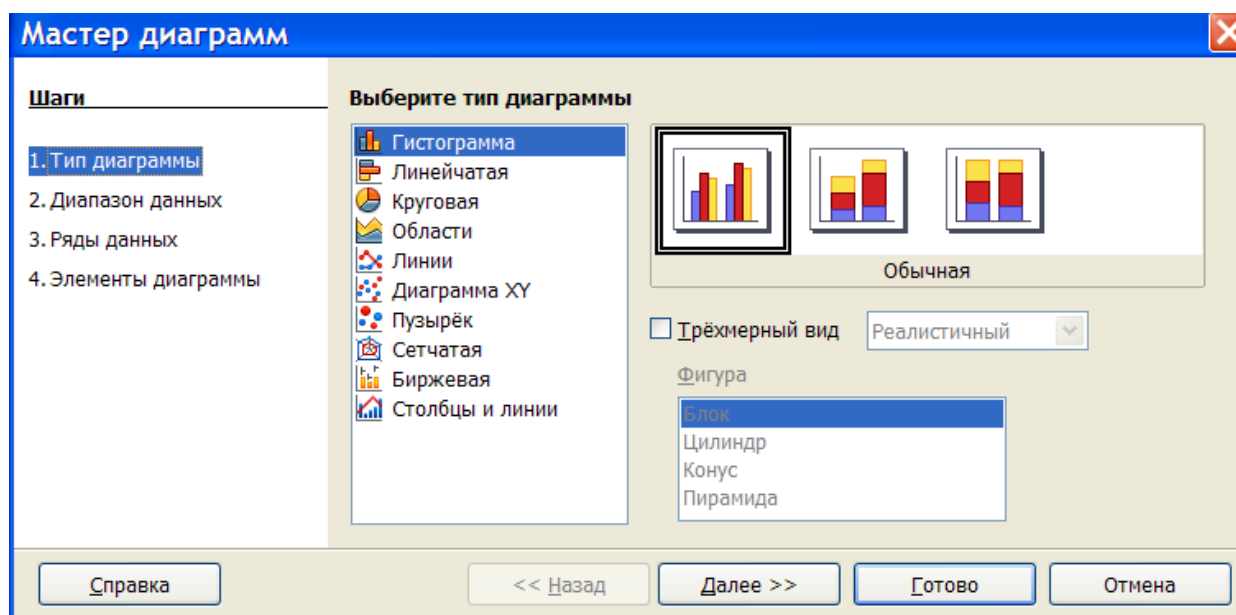 Мастер диаграмм
Шаги
1. Тип диаграммы
2. Диапазон данных
3. Ряды данных
4. Элементы диаграммы
Выберите тип диаграммы
Гистограмма
Линейчатая
Круговая
Области
Линии
Диаграмма XY
Пузырёк
Сетчатая
Биржевая
Столбцы и линии
Обычная
Трёхмерный вид
Реалистичный
Фигура
Блок
Цилиндр
Конус
Пирамида
Справка
<< Назад
Далее >>
Готово
Отмена